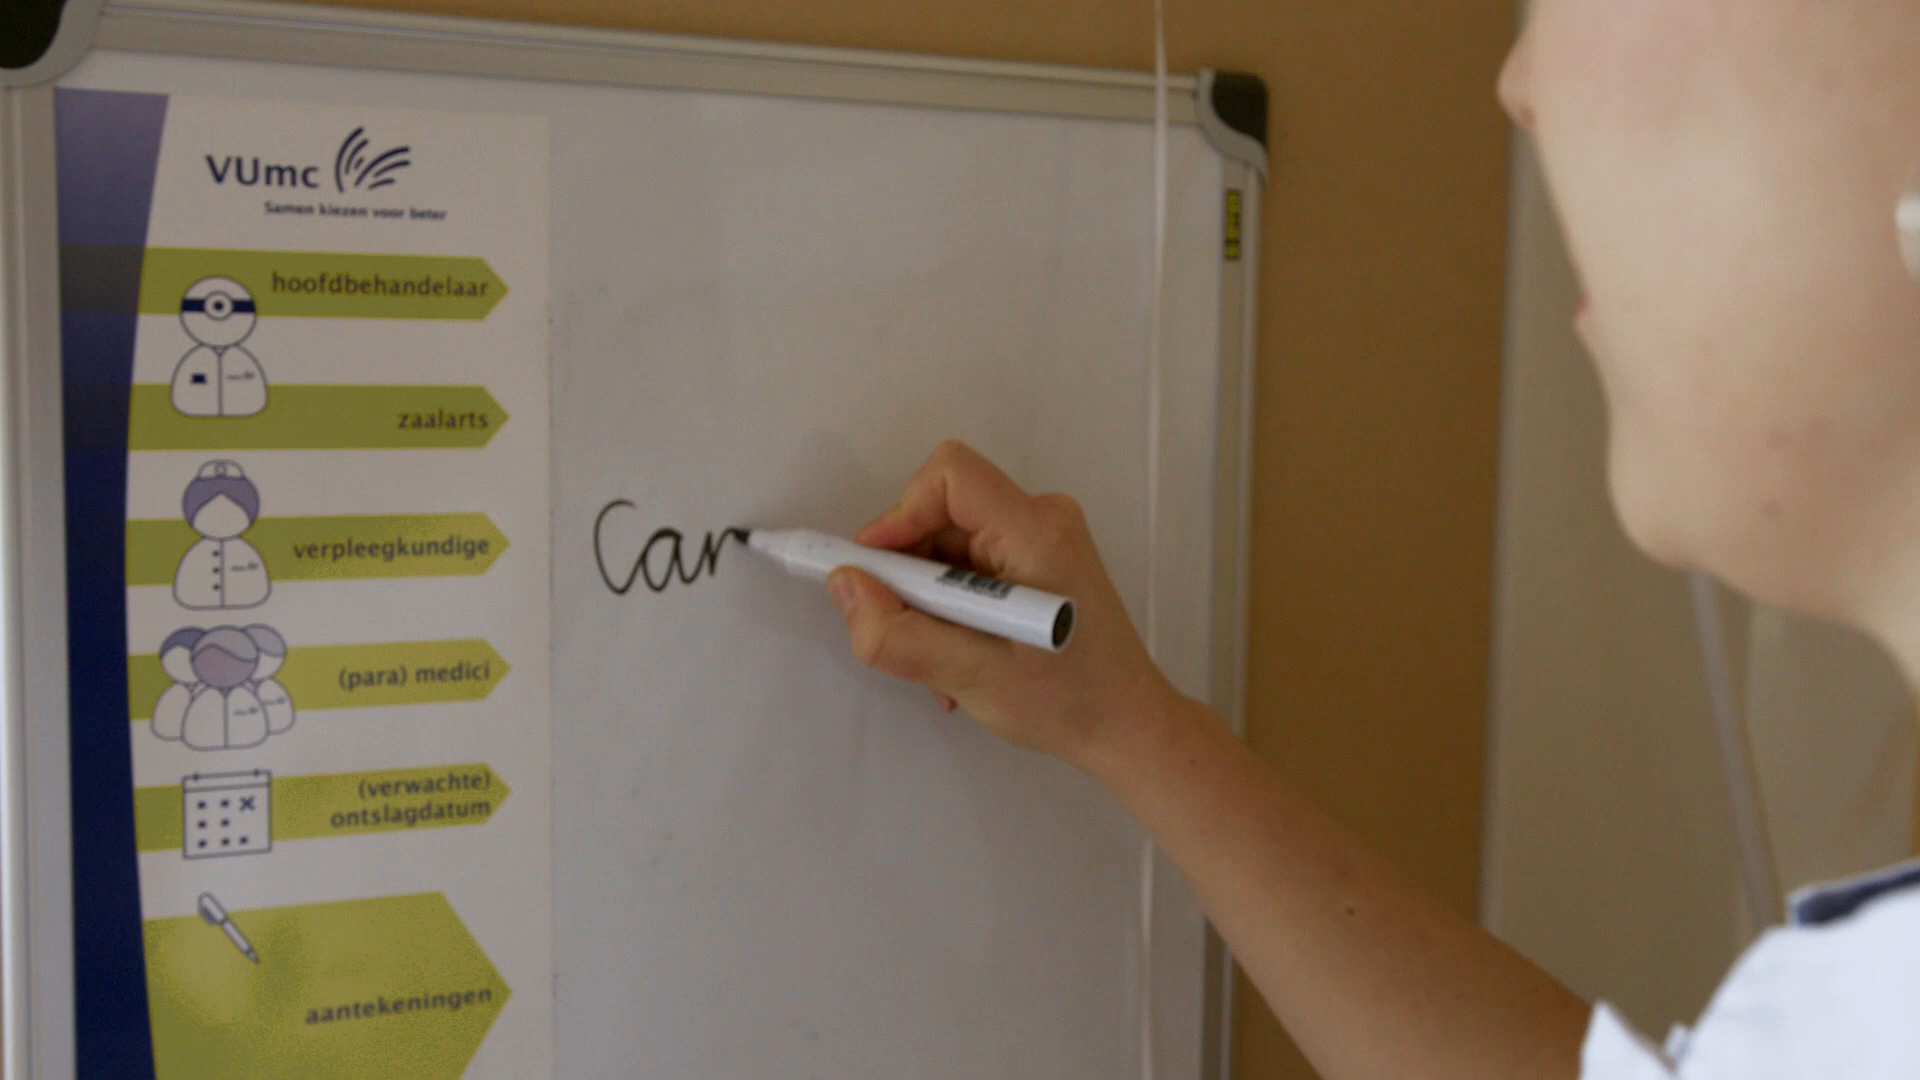 VUmc
Samen kiezen voor beter
hoofdbehandelaar
zaalarts
verpleegkundige
Car
(para) medici
(verwachte)
ontslagdatum
aantekeningen